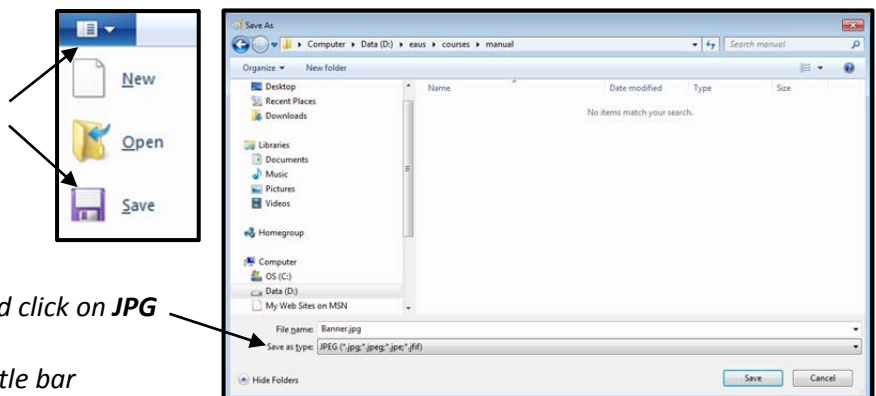 New
Open
Save
Save As
Computer ▸ Data (D:) ▸ eaus ▸ courses ▸ manual
Search manual
Organize ▾ New folder
Name Date modified Type Size
No items match your search.
Desktop
Recent Places
Downloads
Libraries
Documents
Music
Pictures
Videos
Homegroup
Computer
OS (C:)
Data (D:)
My Web Sites on MSN
d click on JPG
File name: Banner.jpg
Save as type: JPEG (*.jpg;*.jpeg;*.jpe;*.jfif)
tle bar
Hide Folders Save Cancel